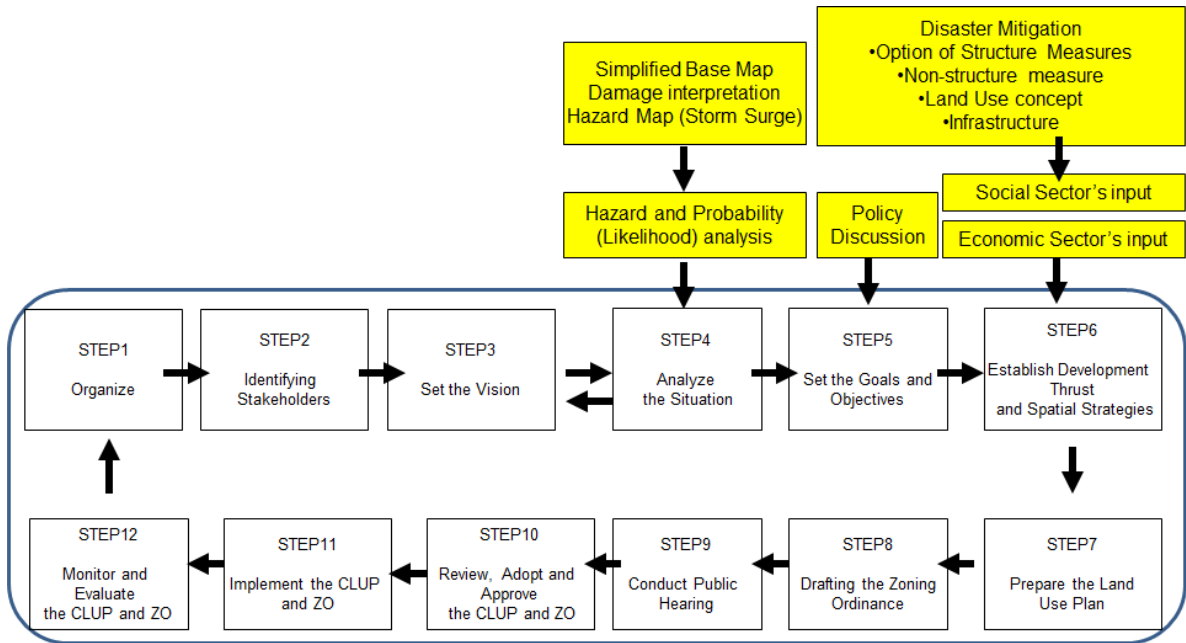 Simplified Base Map
Damage interpretation
Hazard Map (Storm Surge)
Disaster Mitigation
•Option of Structure Measures
•Non-structure measure
•Land Use concept
•Infrastructure
Hazard and Probability
(Likelihood) analysis
Policy
Discussion
Social Sector’s input
Economic Sector’s input
STEP1
Organize
STEP2
Identifying
Stakeholders
STEP3
Set the Vision
STEP4
Analyze
the Situation
STEP5
Set the Goals and
Objectives
STEP6
Establish Development
Thrust
and Spatial Strategies
STEP12
Monitor and
Evaluate
the CLUP and ZO
STEP11
Implement the CLUP
and ZO
STEP10
Review, Adopt and
Approve
the CLUP and ZO
STEP9
Conduct Public
Hearing
STEP8
Drafting the Zoning
Ordinance
STEP7
Prepare the Land
Use Plan